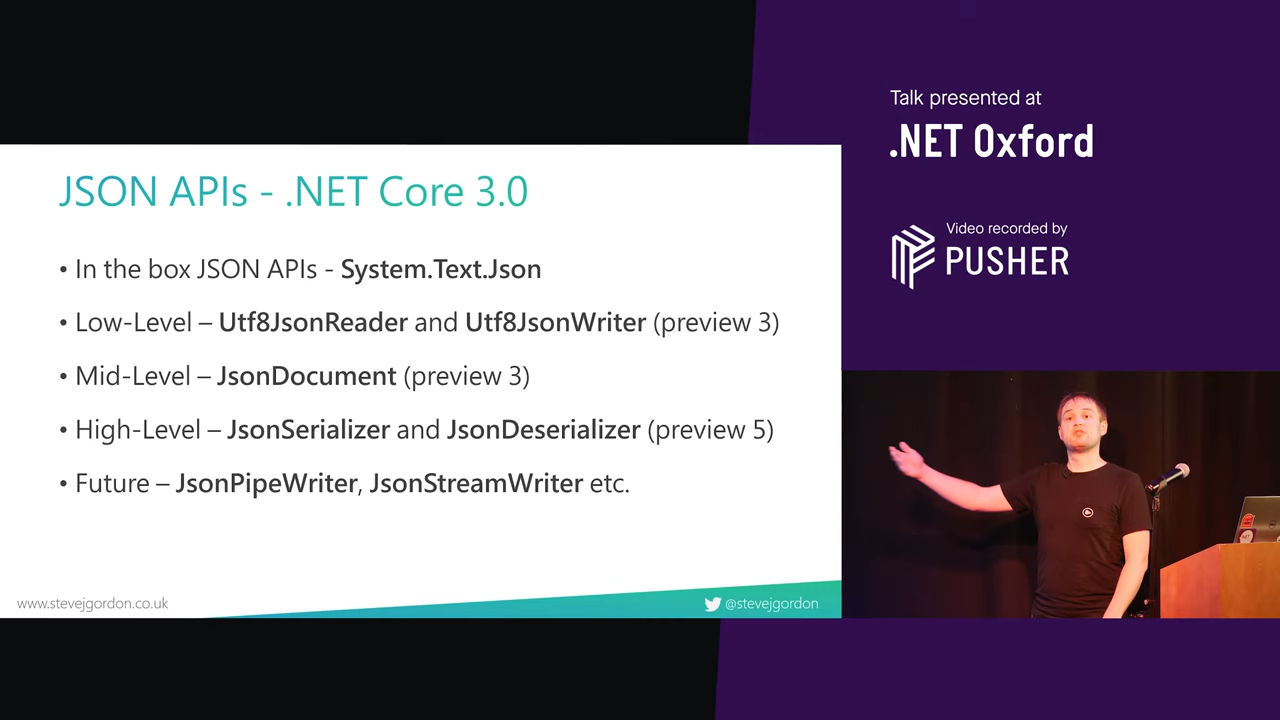 JSON APIs - .NET Core 3.0
• In the box JSON APIs - System.Text.Json
• Low-Level – Utf8JsonReader and Utf8JsonWriter (preview 3)
• Mid-Level – JsonDocument (preview 3)
• High-Level – JsonSerializer and JsonDeserializer (preview 5)
• Future – JsonPipeWriter, JsonStreamWriter etc.
www.stevejgordon.co.uk
@stevejgordon
Talk presented at
.NET Oxford
Video recorded by
PUSHER